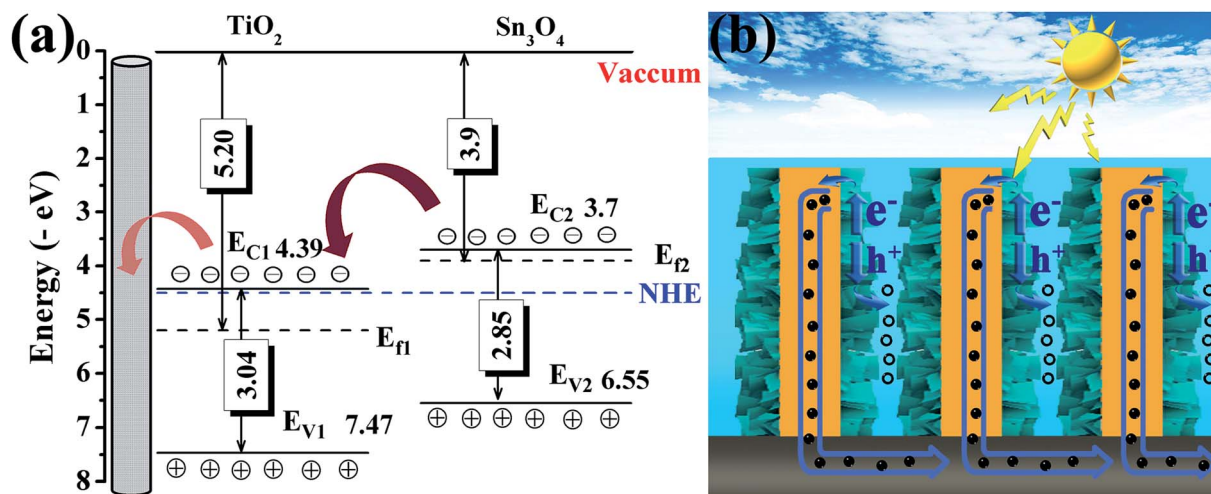 (a)
TiO2
Sn3O4
0
1
2
3
4
5
6
7
8
Energy (- eV)
Vaccum
5.20
3.9
EC1 4.39
EC2 3.7
Ef2
NHE
Ef1
3.04
2.85
EV1 7.47
EV2 6.55
(b)
e-
h+
e-
h+
e-
h+